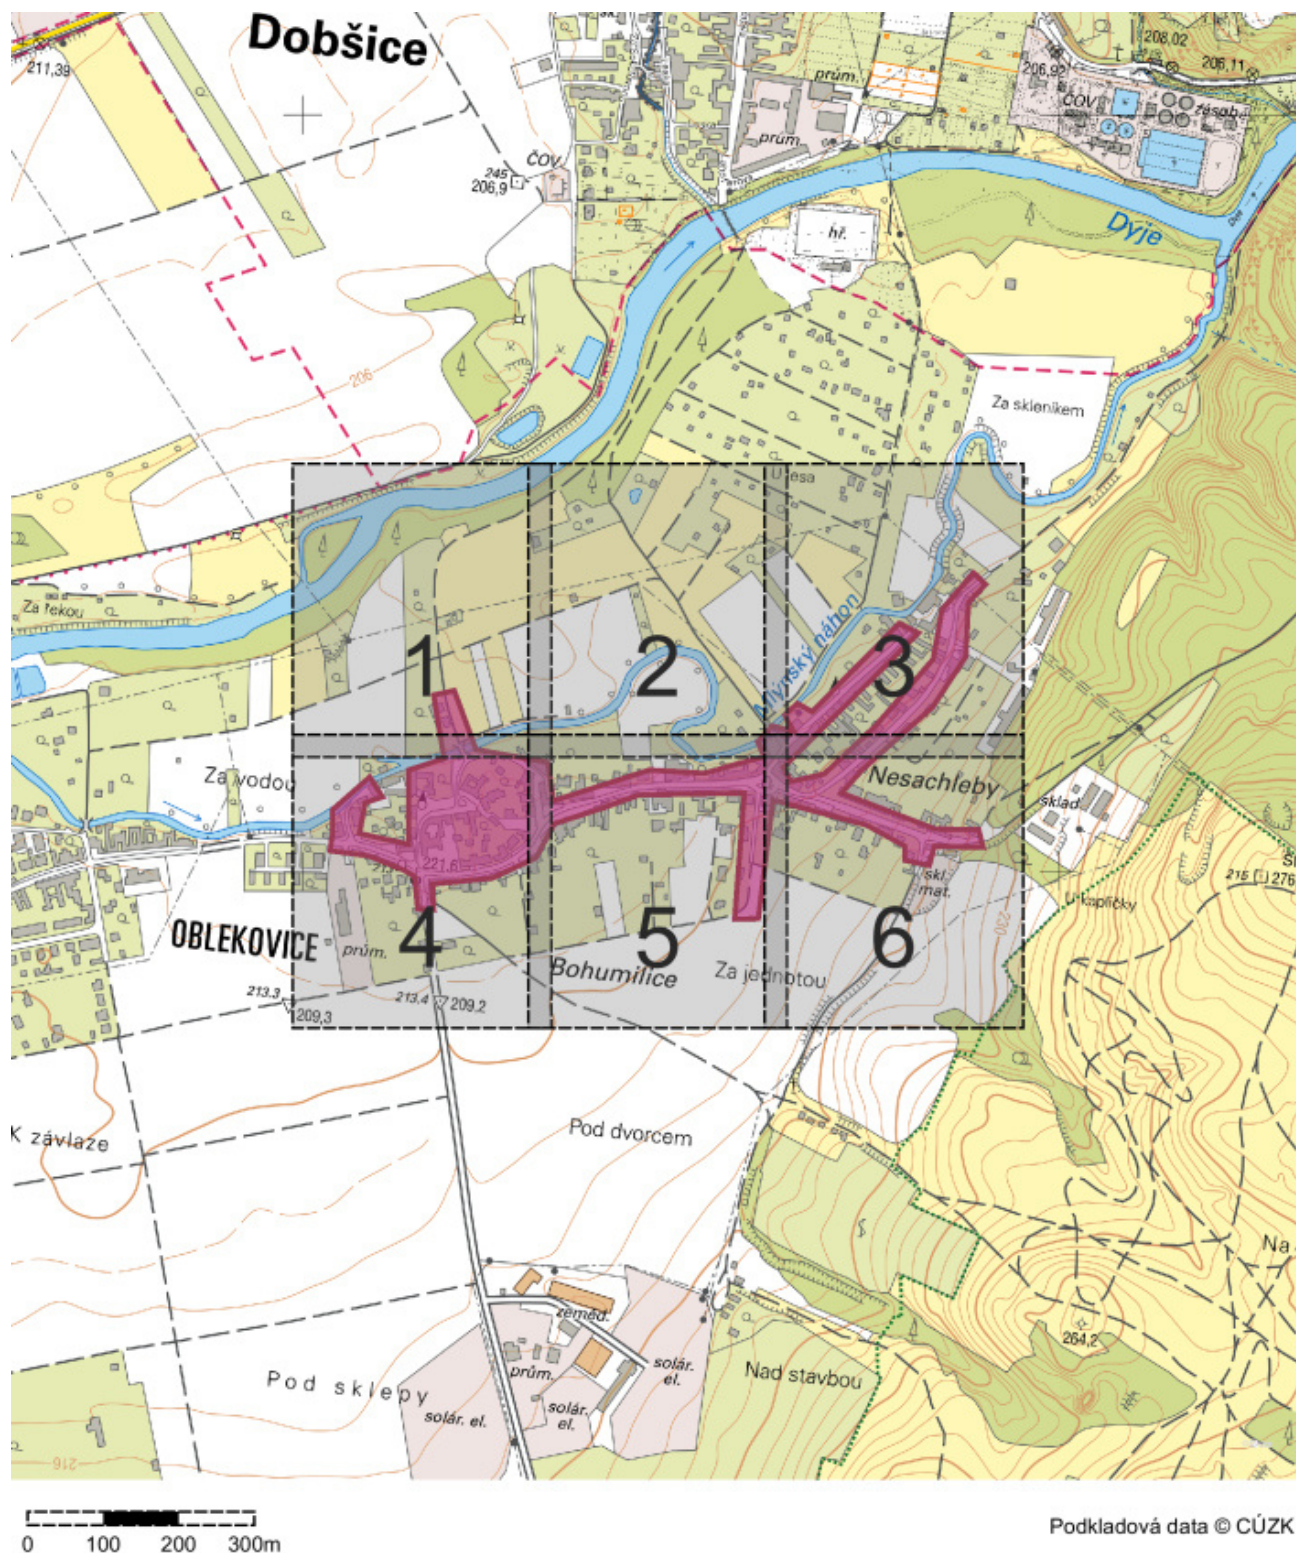 Dobšice
211,39
208,02
206,92
206,11
prům.
ČOV
zásob.
prům.
245
206,9
ČOV
hř.
Dyje
206
Za skleníkem
Za řekou
1
2
3
Mlýnský náhon
Za vodou
Nesachleby
sklad
221,6
skl.
mat.
U kapličky
216
276
OBLEKOVICE
prům.
4
5
6
Bohumilice
Za jednotou
230
213.3
209,3
213.4
209,2
K závlaze
Pod dvorcem
Na
264,2
zeměd.
prům.
solár.
el.
solár.
el.
solár. el.
Pod sklepy
Nad stavbou
216
0 100 200 300m
Podkladová data © ČÚZK